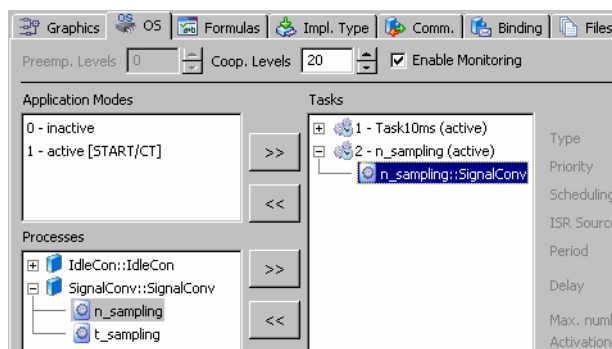 Graphics OS Formulas Impl. Type Comm. Binding Files
Preemp. Levels 0 Coop. Levels 20 Enable Monitoring
Application Modes
0 - inactive
1 - active [START/CT]
>>
<<
Processes
IdleCon::IdleCon
SignalConv::SignalConv
n_sampling
t_sampling
>>
<<
Tasks
1 - Task10ms (active)
2 - n_sampling (active)
n_sampling::SignalConv
Type
Priority
Scheduling
ISR Source
Period
Delay
Max. numb
Activation